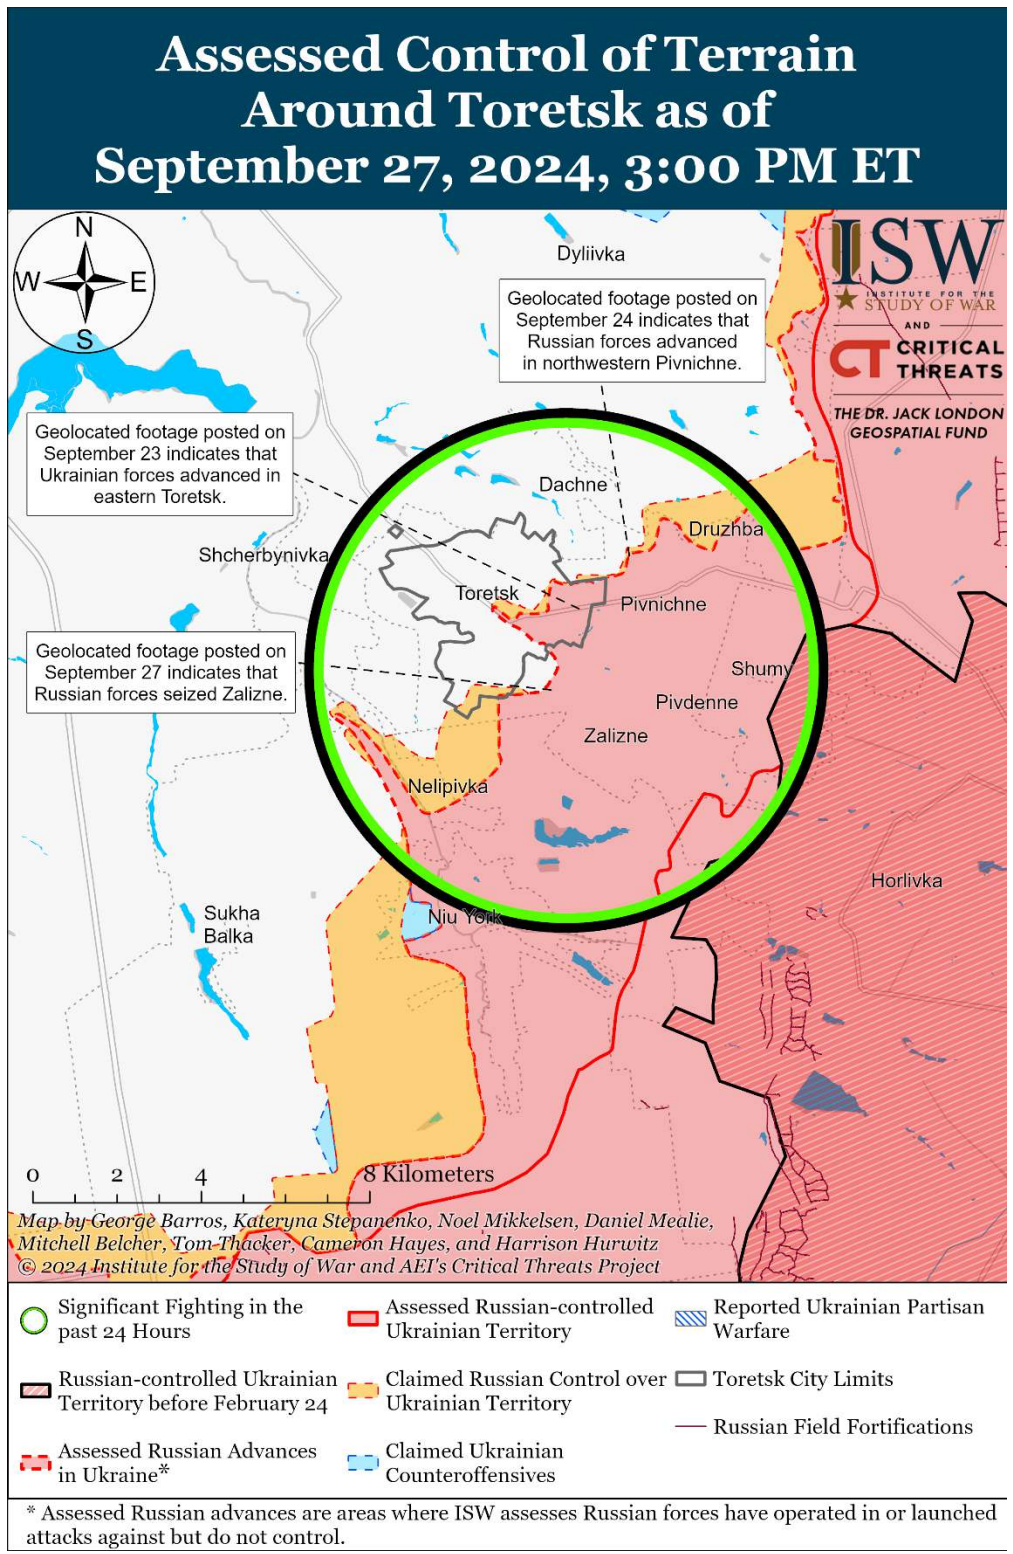 Assessed Control of Terrain
Around Toretsk as of
September 27, 2024, 3:00 PM ET
N
W
E
S
Dyliivka
ISW
INSTITUTE FOR THE
STUDY OF WAR
AND
CT CRITICAL
THREATS
THE DR. JACK LONDON
GEOSPATIAL FUND
Geolocated footage posted on
September 24 indicates that
Russian forces advanced
in northwestern Pivnichne.
Geolocated footage posted on
September 23 indicates that
Ukrainian forces advanced in
eastern Toretsk.
Dachne
Druzhba
Shcherbynivka
Toretsk
Pivnichne
Geolocated footage posted on
September 27 indicates that
Russian forces seized Zalizne.
Shumy
Pivdenne
Zalizne
Nelipivka
Horlivka
Niu York
Sukha
Balka
0 2 4 8 Kilometers
Map by George Barros, Kateryna Stepanenko, Noel Mikkelsen, Daniel Mealie,
Mitchell Belcher, Tom Thacker, Cameron Hayes, and Harrison Hurwitz
© 2024 Institute for the Study of War and AEI's Critical Threats Project
Significant Fighting in the
past 24 Hours
Russian-controlled Ukrainian
Territory before February 24
Assessed Russian Advances
in Ukraine*
Assessed Russian-controlled
Ukrainian Territory
Claimed Russian Control over
Ukrainian Territory
Claimed Ukrainian
Counteroffensives
Reported Ukrainian Partisan
Warfare
Toretsk City Limits
Russian Field Fortifications
* Assessed Russian advances are areas where ISW assesses Russian forces have operated in or launched
attacks against but do not control.